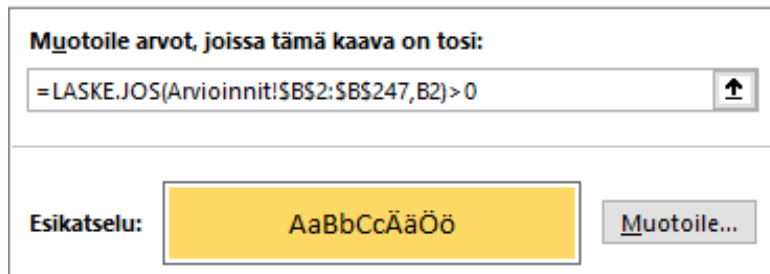 Muotoile arvot, joissa tämä kaava on tosi:
=LASKE.JOS(Arvioinnit!$B$2:$B$247,B2)>0
Esikatselu: AaBbCcÄäÖö Muotoile...